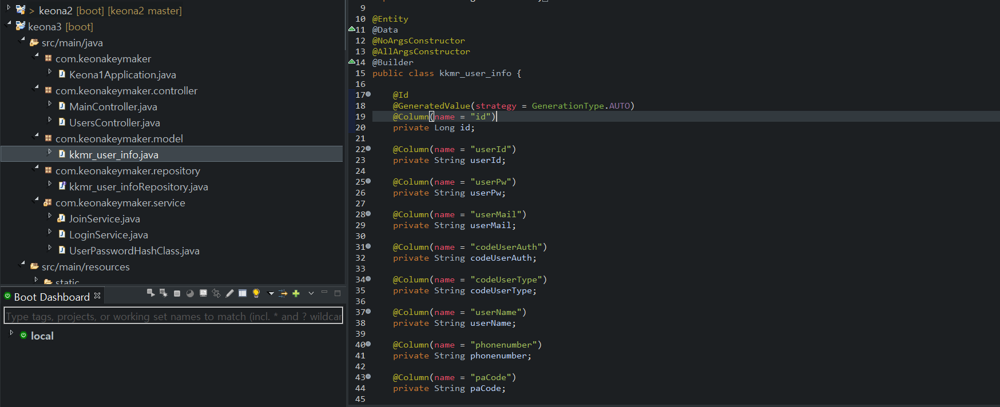 > keona2 [boot] [keona2 master]
keona3 [boot]
src/main/java
com.keonakeymaker
Keona1Application.java
com.keonakeymaker.controller
MainController.java
UsersController.java
com.keonakeymaker.model
kkmr_user_info.java
com.keonakeymaker.repository
kkmr_user_infoRepository.java
com.keonakeymaker.service
JoinService.java
LoginService.java
UserPasswordHashClass.java
src/main/resources
static
Boot Dashboard
Type tags, projects, or working set names to match (incl. * and ? wildcar
local
9
10 @Entity
11 @Data
12 @NoArgsConstructor
13 @AllArgsConstructor
14 @Builder
15 public class kkmr_user_info {
16
17 @Id
18 @GeneratedValue(strategy = GenerationType.AUTO)
19 @Column(name = "id")
20 private Long id;
21
22 @Column(name = "userId")
23 private String userId;
24
25 @Column(name = "userPw")
26 private String userPw;
27
28 @Column(name = "userMail")
29 private String userMail;
30
31 @Column(name = "codeUserAuth")
32 private String codeUserAuth;
33
34 @Column(name = "codeUserType")
35 private String codeUserType;
36
37 @Column(name = "userName")
38 private String userName;
39
40 @Column(name = "phonenumber")
41 private String phonenumber;
42
43 @Column(name = "paCode")
44 private String paCode;
45